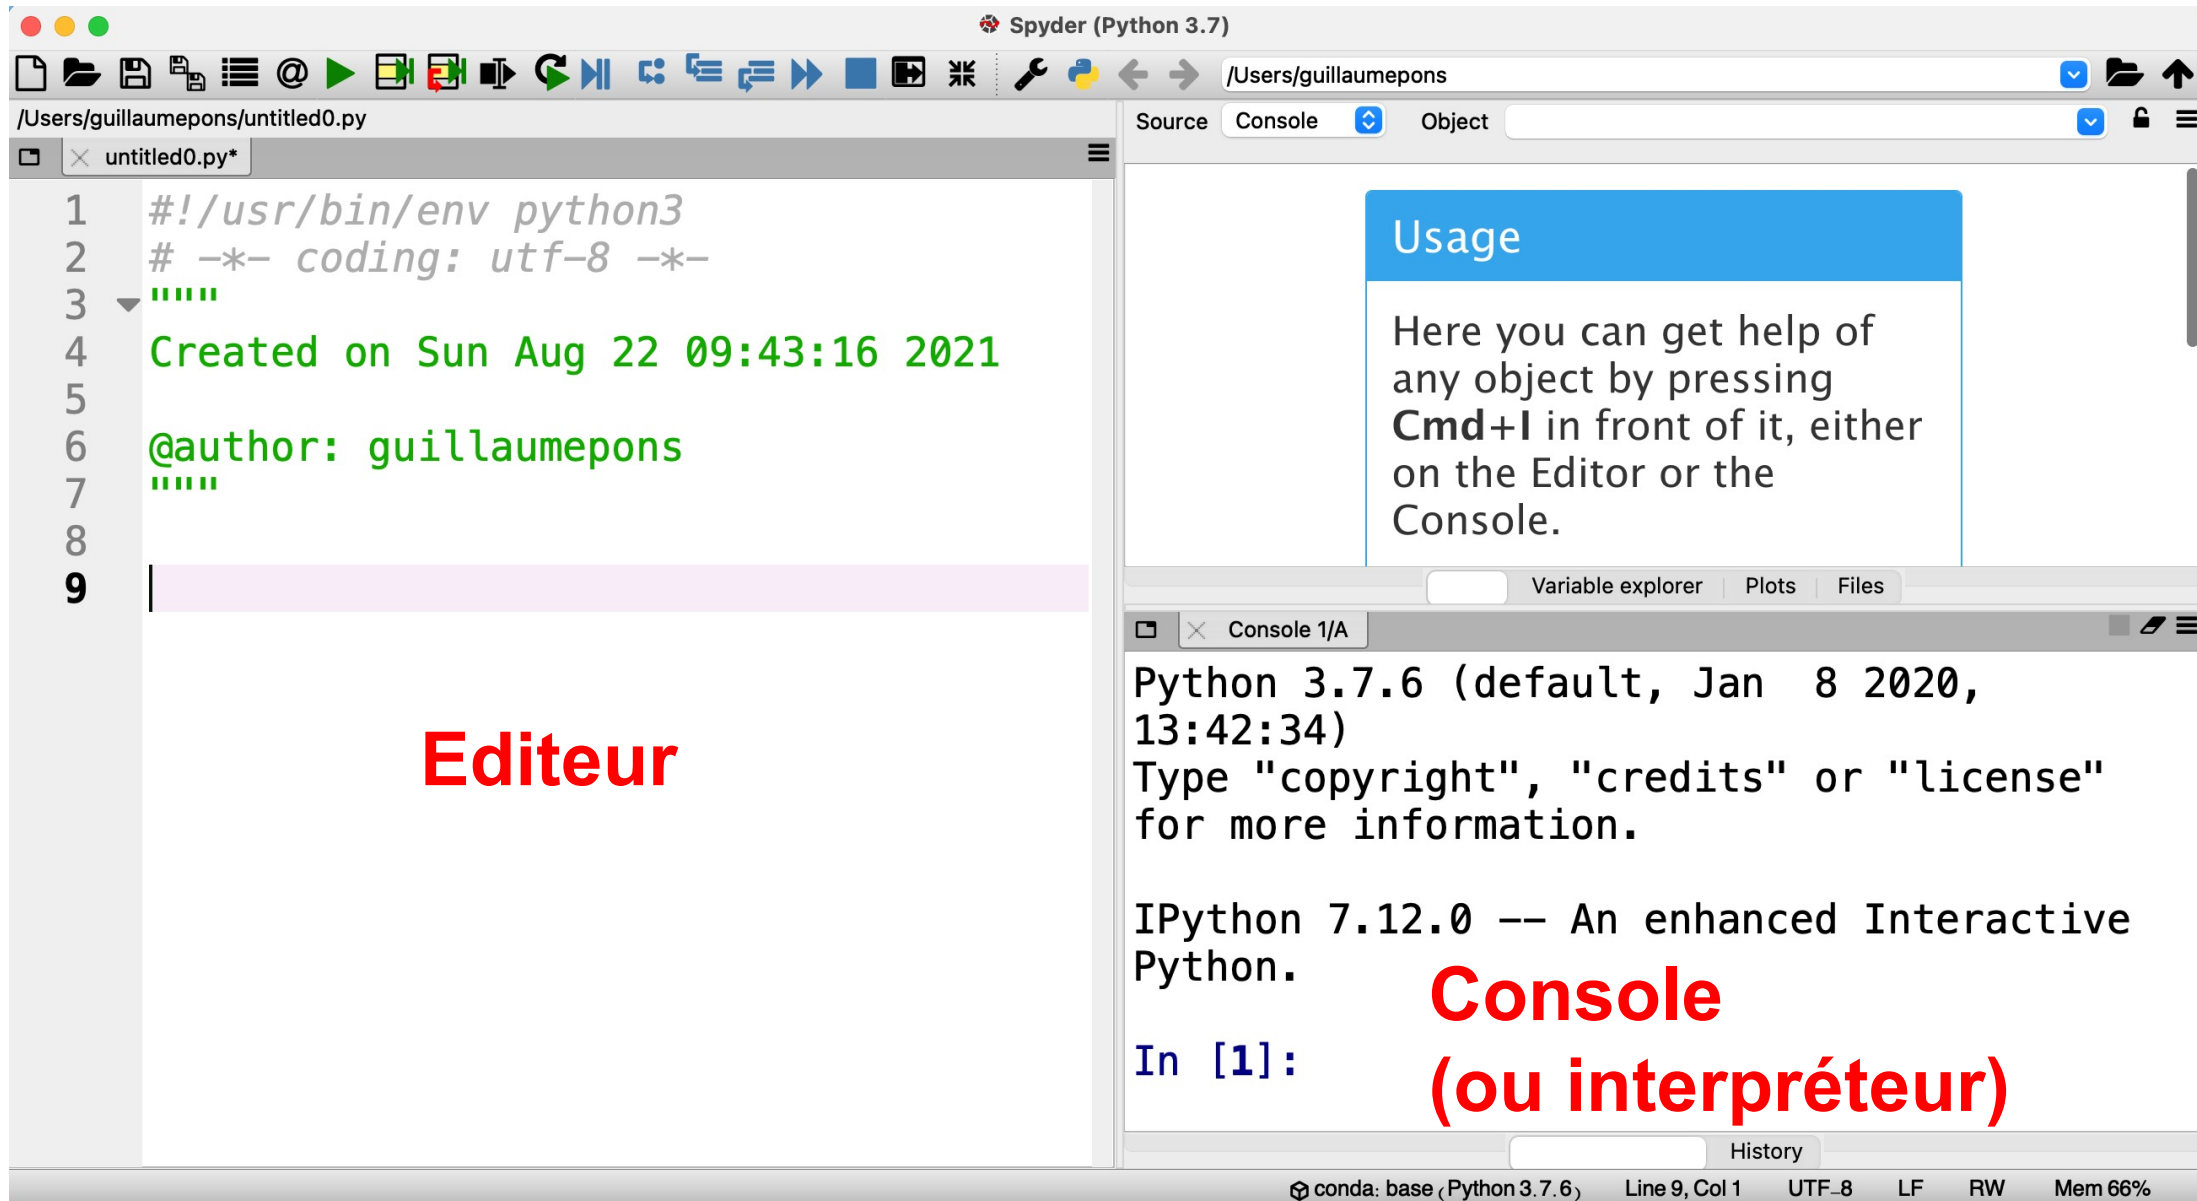 Spyder (Python 3.7)
/Users/guillaumepons
/Users/guillaumepons/untitled0.py
Source Console Object
untitled0.py*
1 #!/usr/bin/env python3
2 # -*- coding: utf-8 -*-
3 """
4 Created on Sun Aug 22 09:43:16 2021
5
6 @author: guillaumepons
7 """
8
9
Editeur
Usage
Here you can get help of
any object by pressing
Cmd+I in front of it, either
on the Editor or the
Console.
Variable explorer Plots Files
Console 1/A
Python 3.7.6 (default, Jan  8 2020,
13:42:34)
Type "copyright", "credits" or "license"
for more information.
IPython 7.12.0 -- An enhanced Interactive
Python.
In [1]:
Console
(ou interpréteur)
History
conda: base (Python 3.7.6) Line 9, Col 1 UTF-8 LF RW Mem 66%